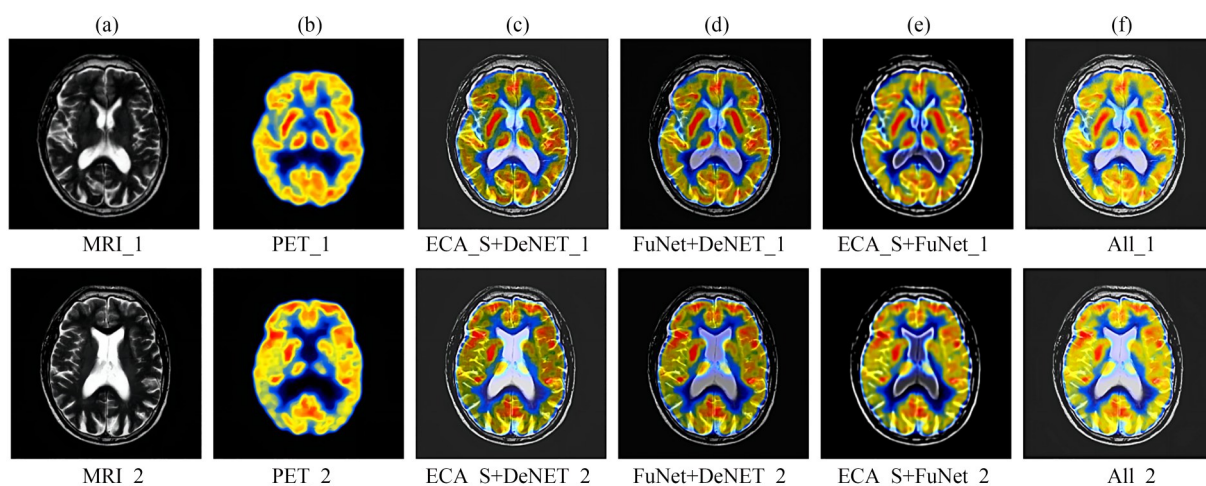 (a) (b) (c) (d) (e) (f)
MRI_1 PET_1 ECA_S+DeNET_1 FuNet+DeNET_1 ECA_S+FuNet_1 All_1
MRI_2 PET_2 ECA_S+DeNET_2 FuNet+DeNET_2 ECA_S+FuNet_2 All_2